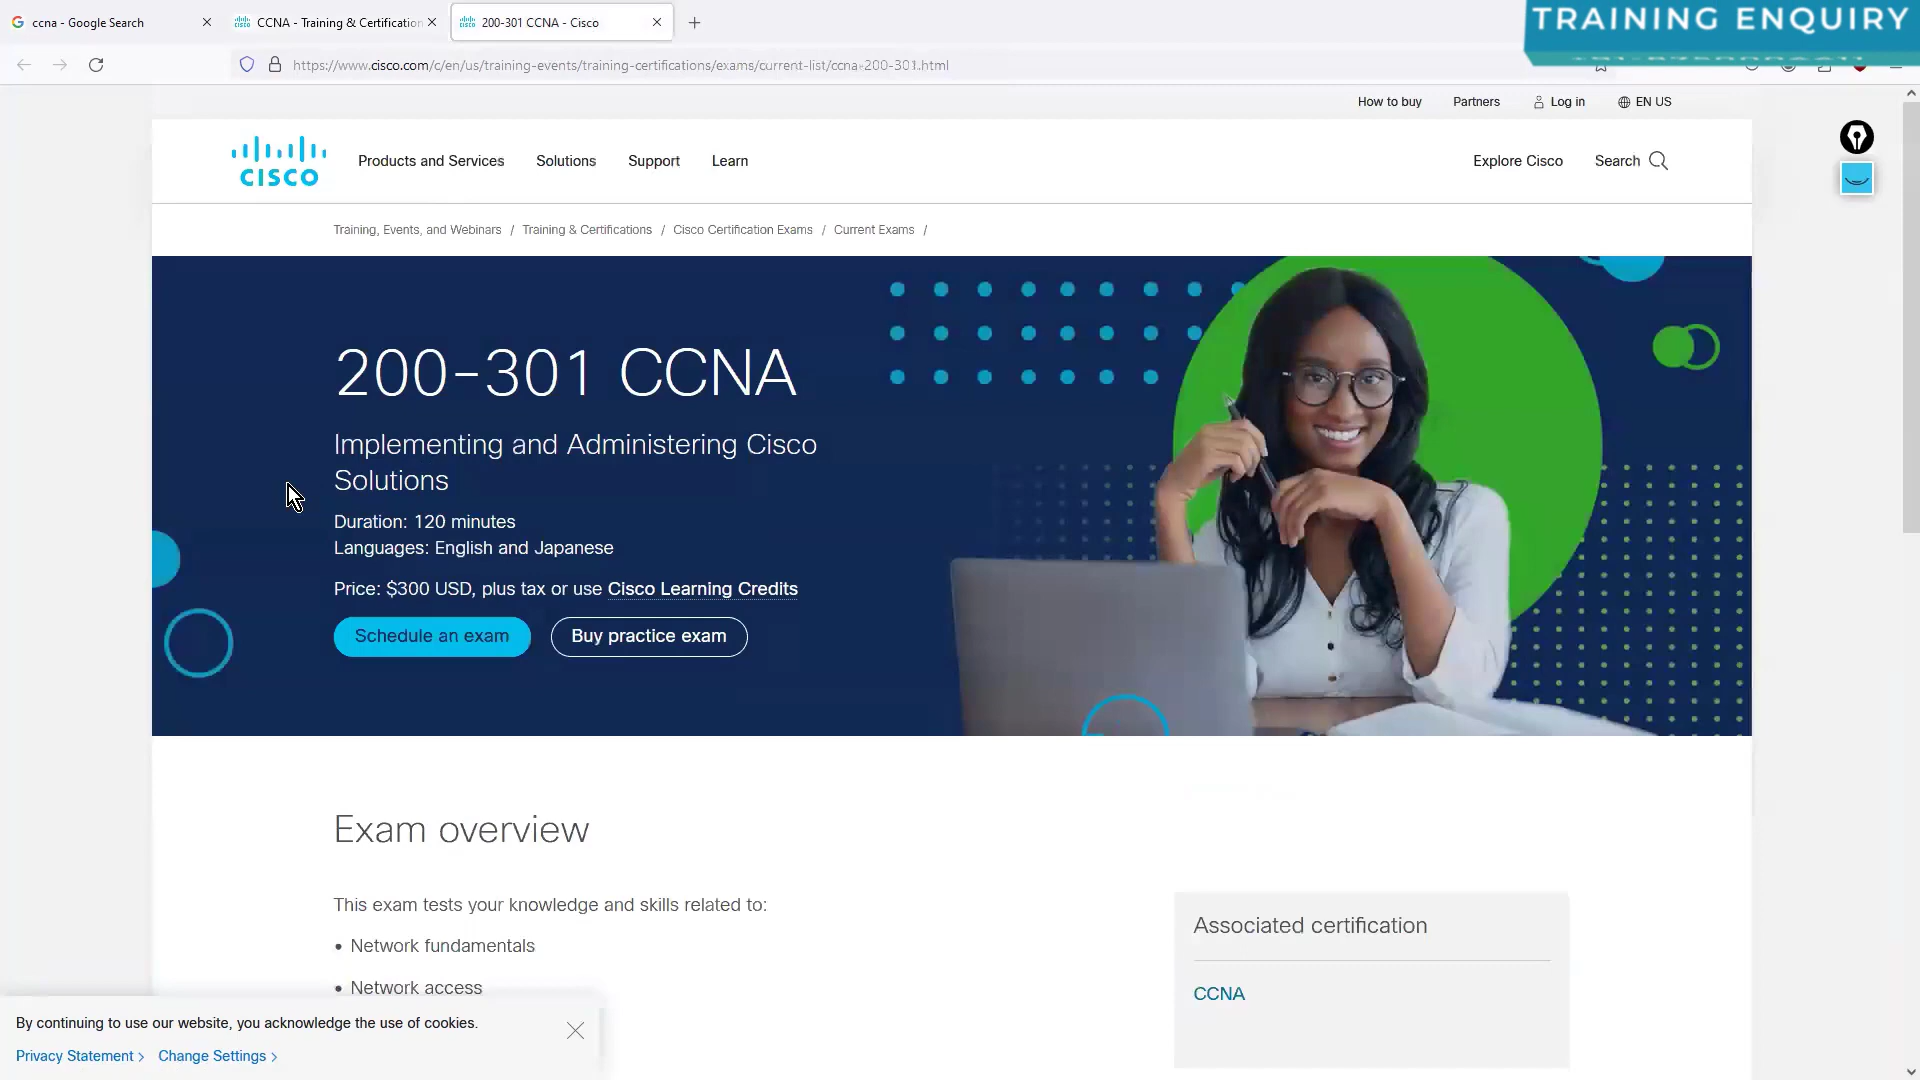 ccna - Google Search
CCNA - Training & Certification
200-301 CCNA - Cisco
TRAINING ENQUIRY
https://www.cisco.com/c/en/us/training-events/training-certifications/exams/current-list/ccna-200-301.html
How to buy
Partners
Log in
EN US
CISCO
Products and Services
Solutions
Support
Learn
Explore Cisco
Search
Training, Events, and Webinars / Training & Certifications / Cisco Certification Exams / Current Exams /
200-301 CCNA
Implementing and Administering Cisco
Solutions
Duration: 120 minutes
Languages: English and Japanese
Price: $300 USD, plus tax or use Cisco Learning Credits
Schedule an exam
Buy practice exam
Exam overview
This exam tests your knowledge and skills related to:
• Network fundamentals
• Network access
Associated certification
CCNA
By continuing to use our website, you acknowledge the use of cookies.
Privacy Statement >
Change Settings >